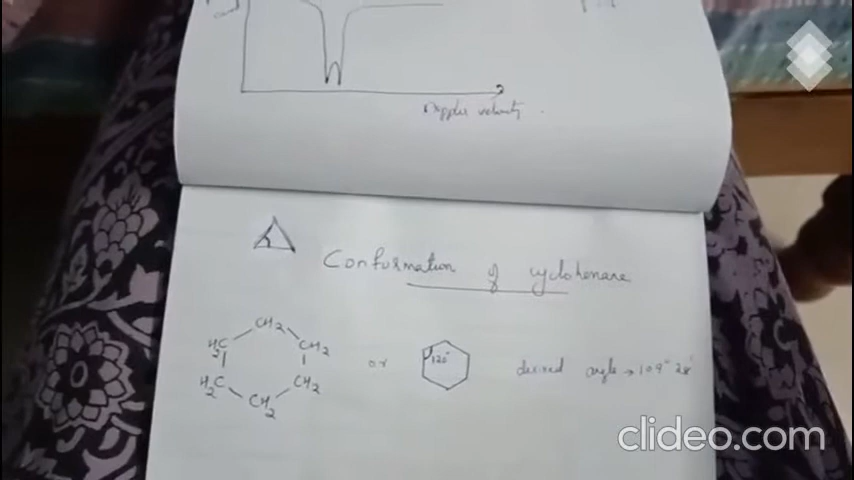 Doppler velocity.
Conformation of cyclohexane
CH2
H2C CH2
or 120° desired angle → 109° 28'
H2C CH2
CH2
clideo.com